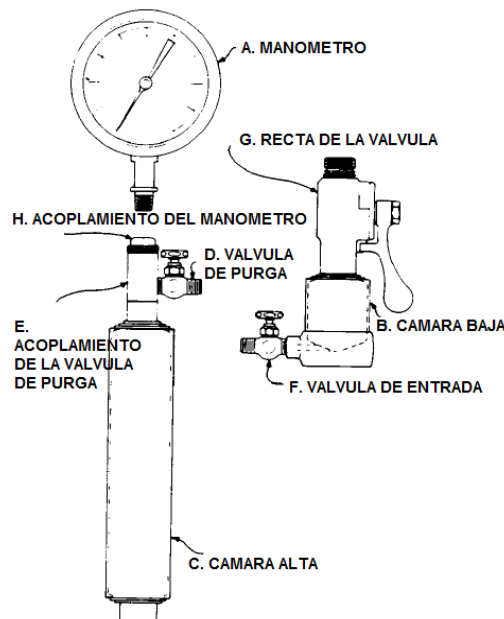 A. MANOMETRO
G. RECTA DE LA VALVULA
H. ACOPLAMIENTO DEL MANOMETRO
D. VALVULA
DE PURGA
E.
ACOPLAMIENTO
DE LA VALVULA
DE PURGA
B. CAMARA BAJA
F. VALVULA DE ENTRADA
C. CAMARA ALTA